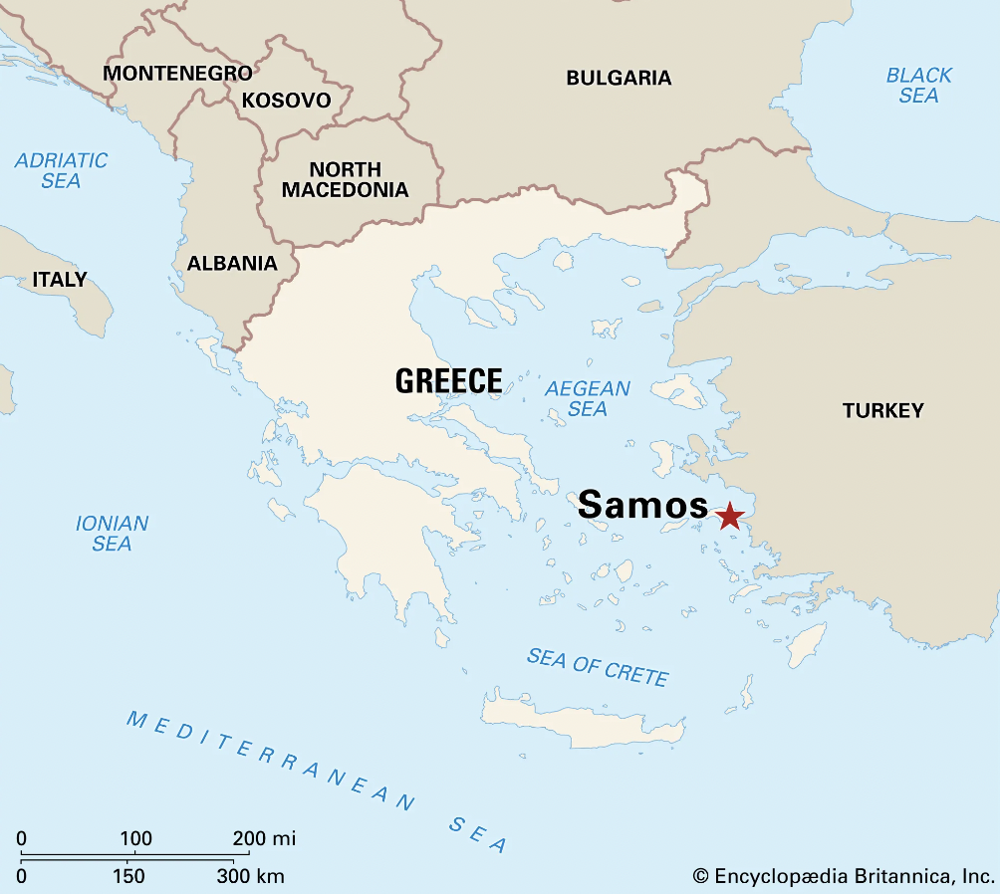 MONTENEGRO
KOSOVO
BULGARIA
BLACK
SEA
ADRIATIC
SEA
NORTH
MACEDONIA
ALBANIA
ITALY
GREECE
AEGEAN
SEA
TURKEY
Samos
IONIAN
SEA
SEA OF CRETE
MEDITERRANEAN SEA
0 100 200 mi
0 150 300 km
© Encyclopædia Britannica, Inc.